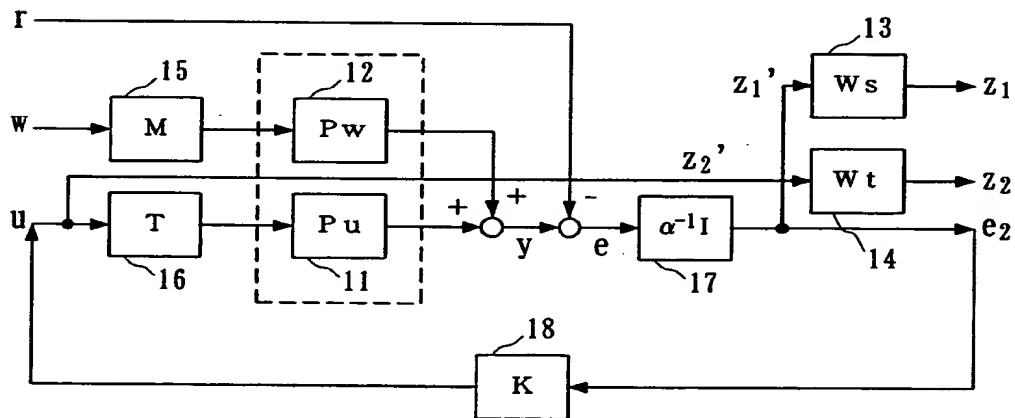 r
13
15
12
z₁'
Ws
z₁
w
M
Pw
z₂'
Wt
z₂
u
T
Pu
+
+
-
y
e
α⁻¹I
e₂
16
11
17
14
18
K